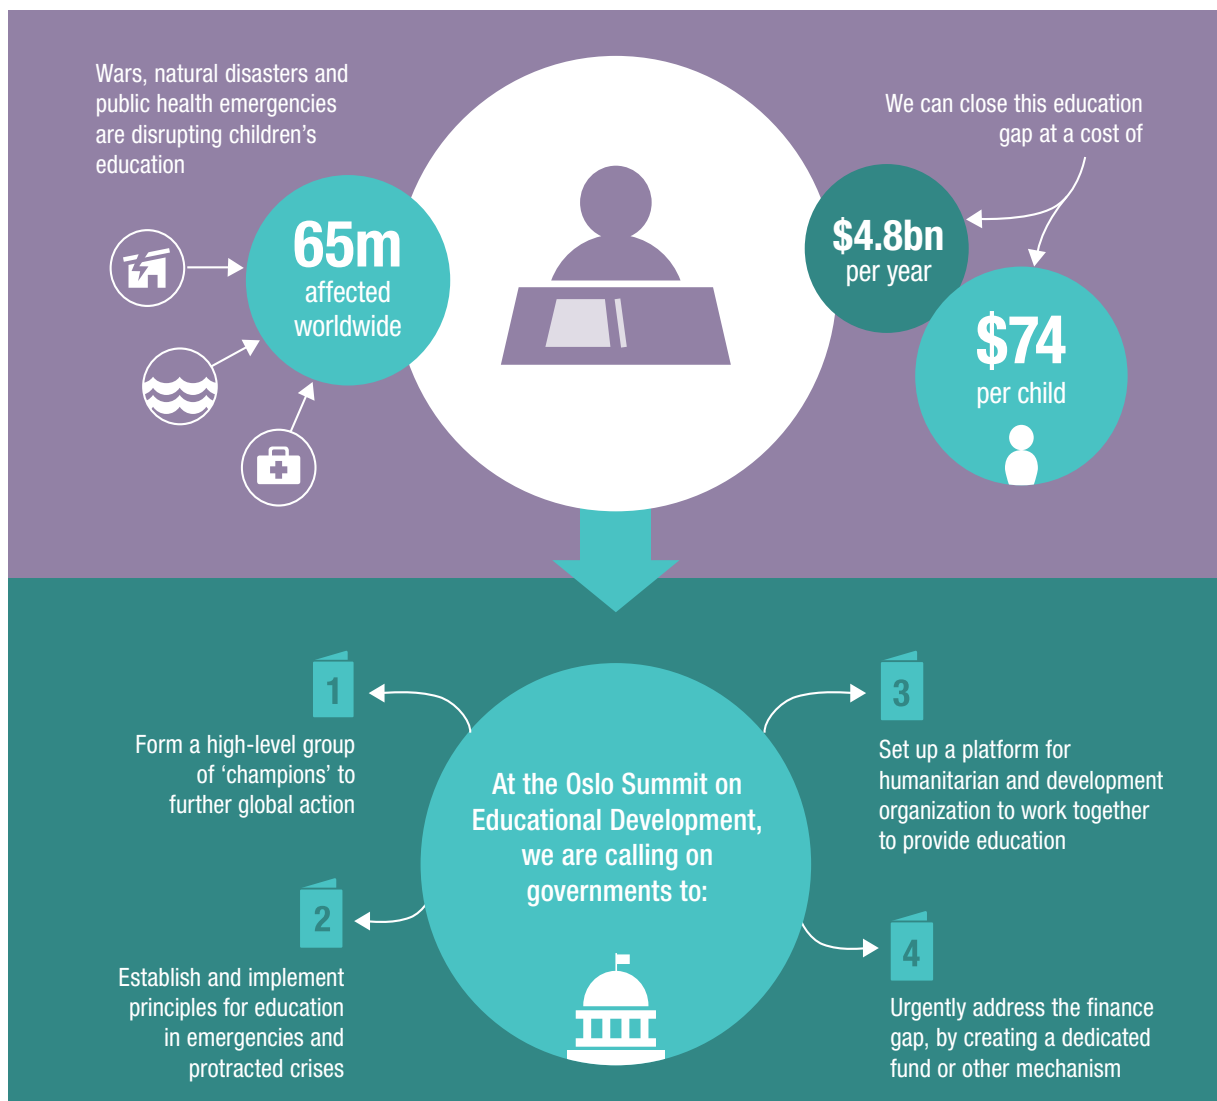 Wars, natural disasters and
public health emergencies
are disrupting children’s
education
65m
affected
worldwide
We can close this education
gap at a cost of
$4.8bn
per year
$74
per child
At the Oslo Summit on
Educational Development,
we are calling on
governments to:
1
Form a high-level group
of ‘champions’ to
further global action
2
Establish and implement
principles for education
in emergencies and
protracted crises
3
Set up a platform for
humanitarian and development
organization to work together
to provide education
4
Urgently address the finance
gap, by creating a dedicated
fund or other mechanism